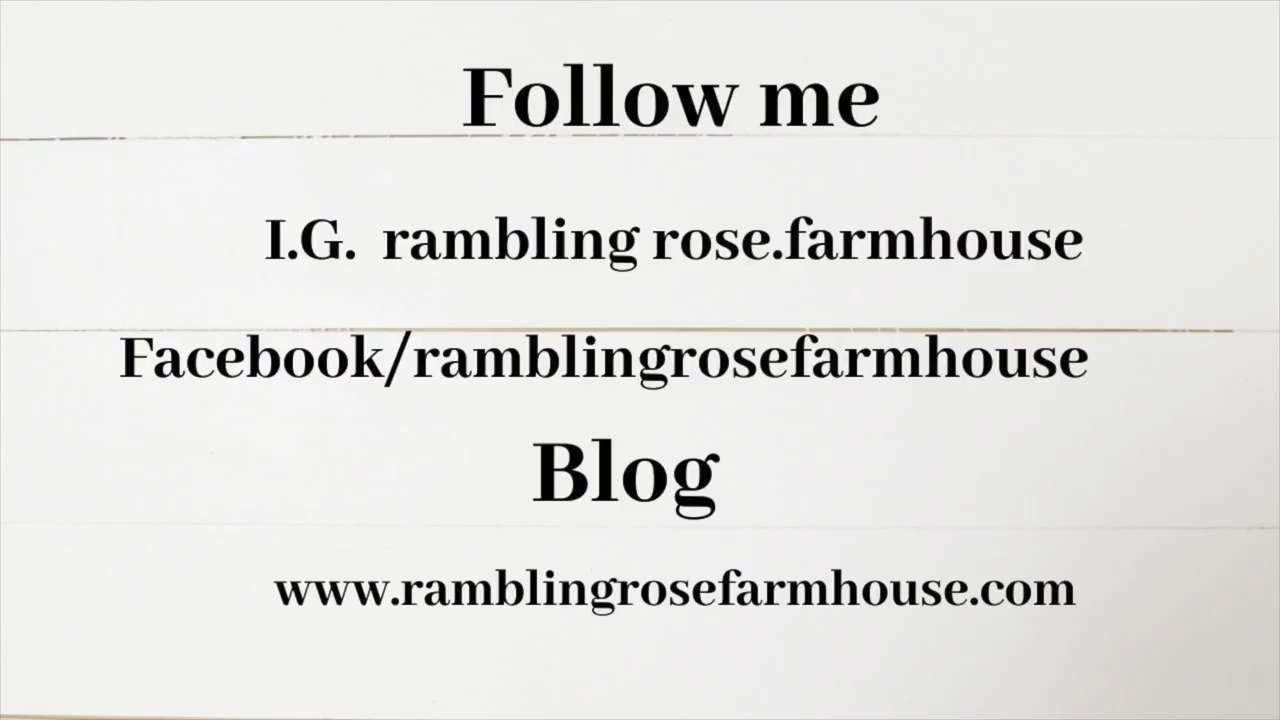 Follow me
I.G. rambling rose.farmhouse
Facebook/ramblingrosefarmhouse
Blog
www.ramblingrosefarmhouse.com